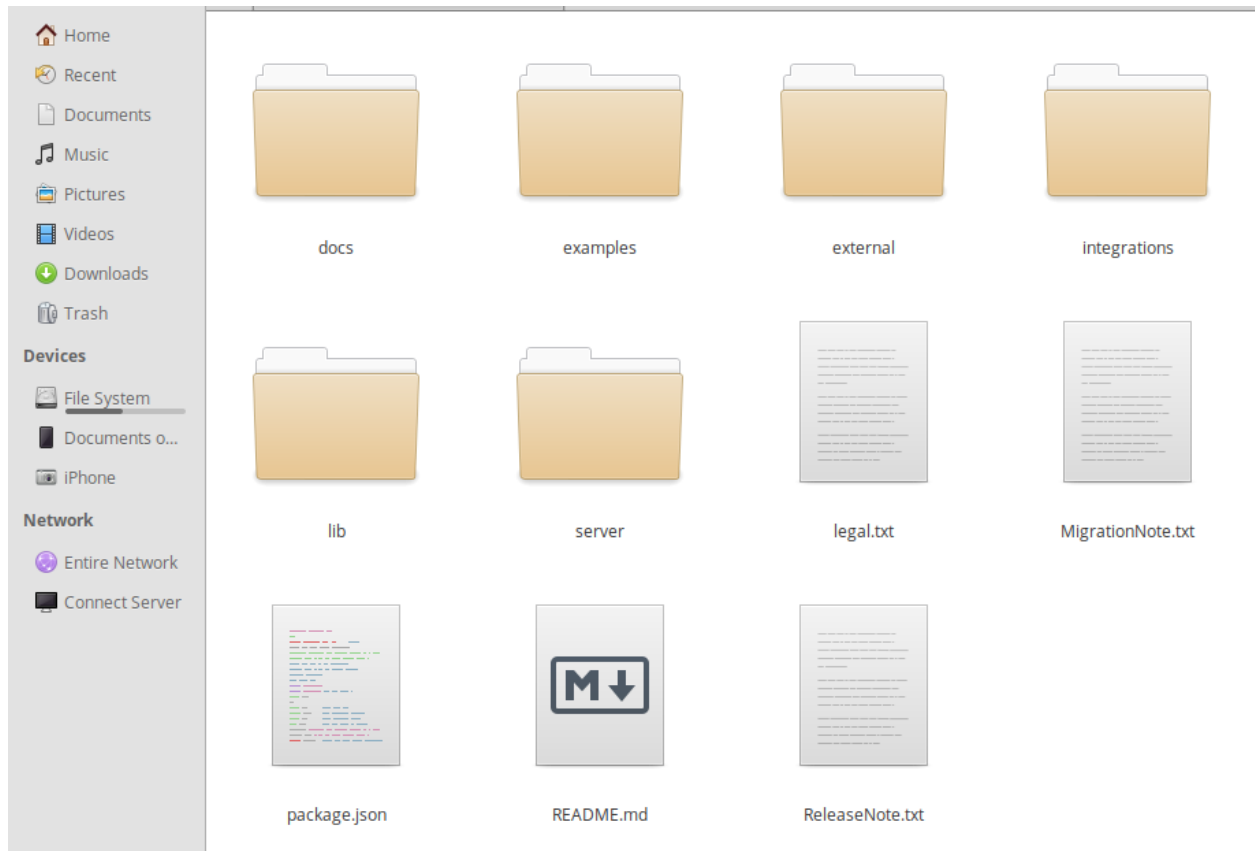 Home
Recent
Documents
Music
Pictures
Videos
Downloads
Trash
Devices
File System
Documents o...
iPhone
Network
Entire Network
Connect Server
docs
examples
external
integrations
lib
server
legal.txt
MigrationNote.txt
package.json
M
README.md
ReleaseNote.txt